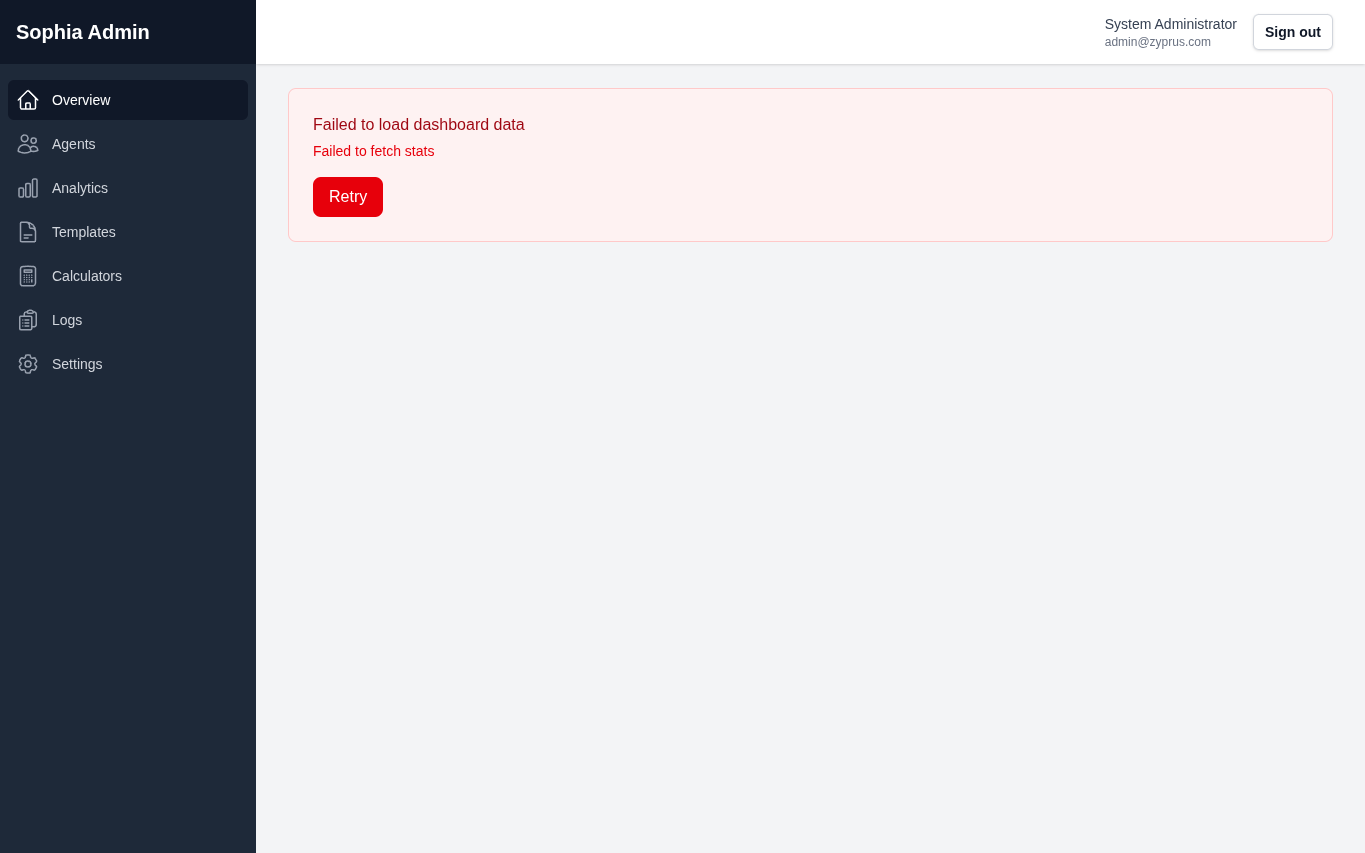 Sophia Admin
System Administrator
admin@zyprus.com
Sign out
Overview
Agents
Analytics
Templates
Calculators
Logs
Settings
Failed to load dashboard data
Failed to fetch stats
Retry